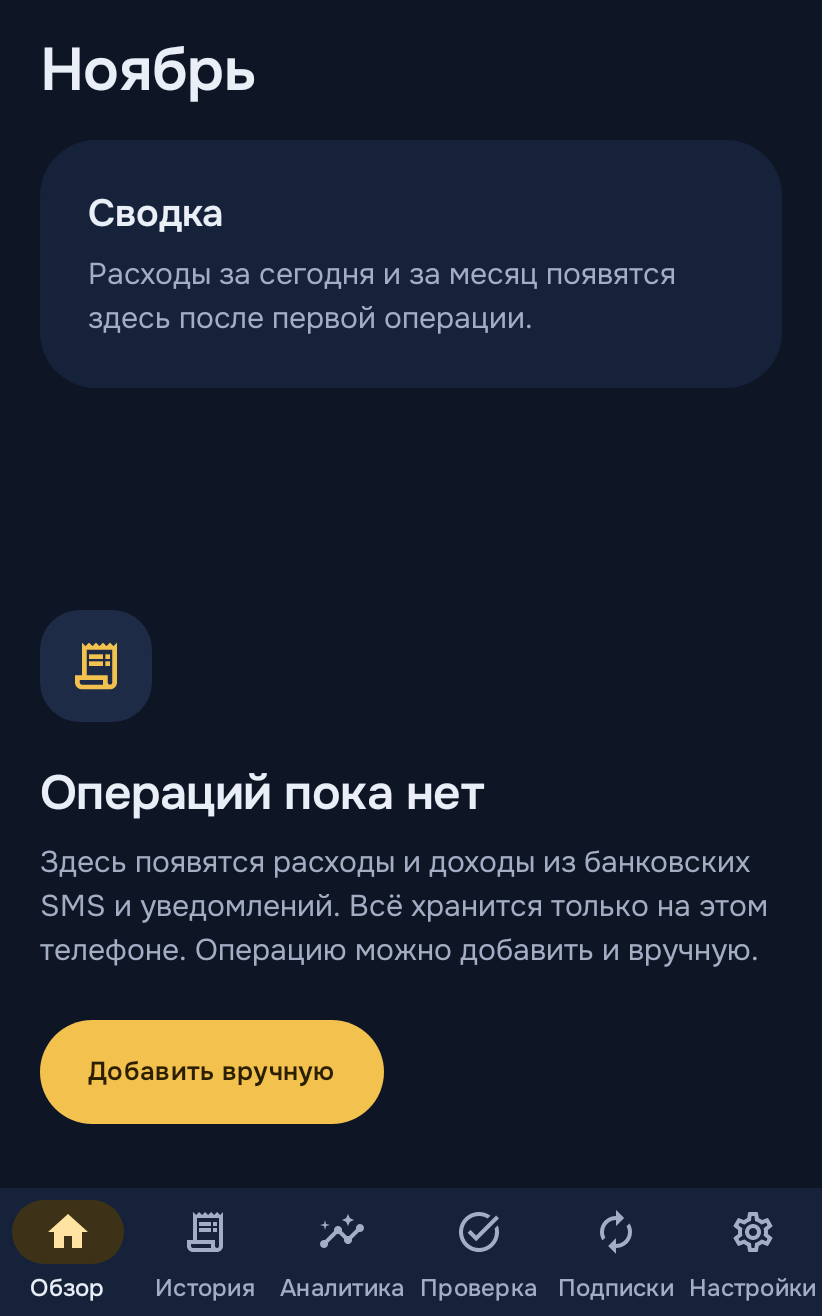 Ноябрь
Сводка
Расходы за сегодня и за месяц появятся
здесь после первой операции.
Операций пока нет
Здесь появятся расходы и доходы из банковских
SMS и уведомлений. Всё хранится только на этом
телефоне. Операцию можно добавить и вручную.
Добавить вручную
Обзор
История
Аналитика
Проверка
Подписки
Настройки